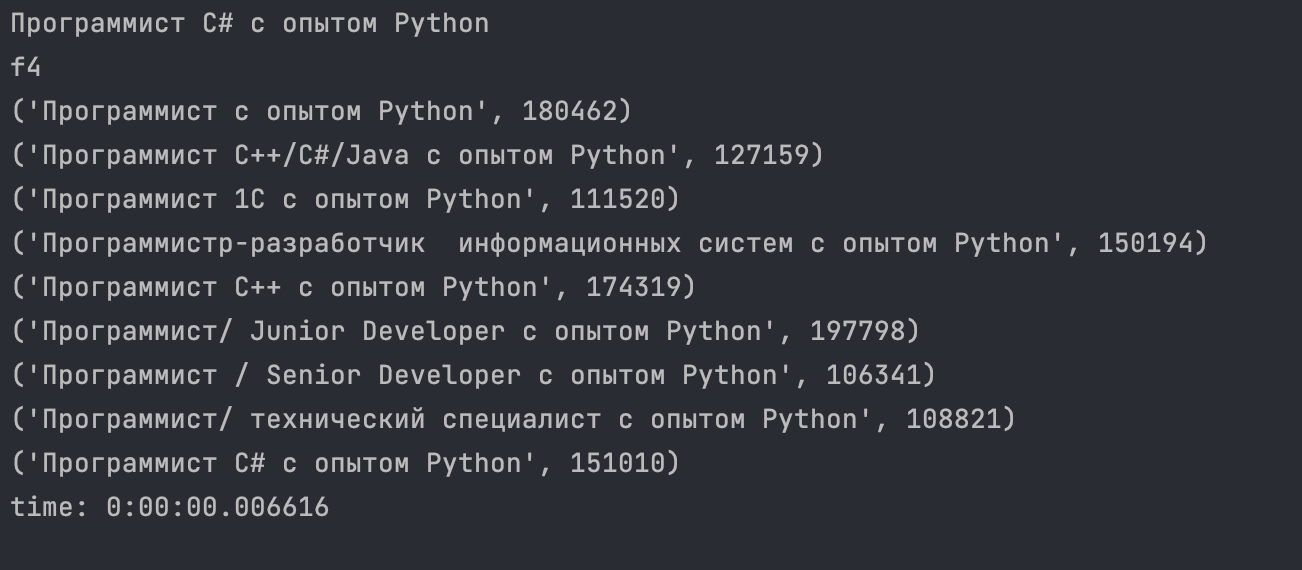 Программист C# с опытом Python
f4
('Программист с опытом Python', 180462)
('Программист C++/C#/Java с опытом Python', 127159)
('Программист 1С с опытом Python', 111520)
('Программистр-разработчик  информационных систем с опытом Python', 150194)
('Программист C++ с опытом Python', 174319)
('Программист/ Junior Developer с опытом Python', 197798)
('Программист / Senior Developer с опытом Python', 106341)
('Программист/ технический специалист с опытом Python', 108821)
('Программист C# с опытом Python', 151010)
time: 0:00:00.006616